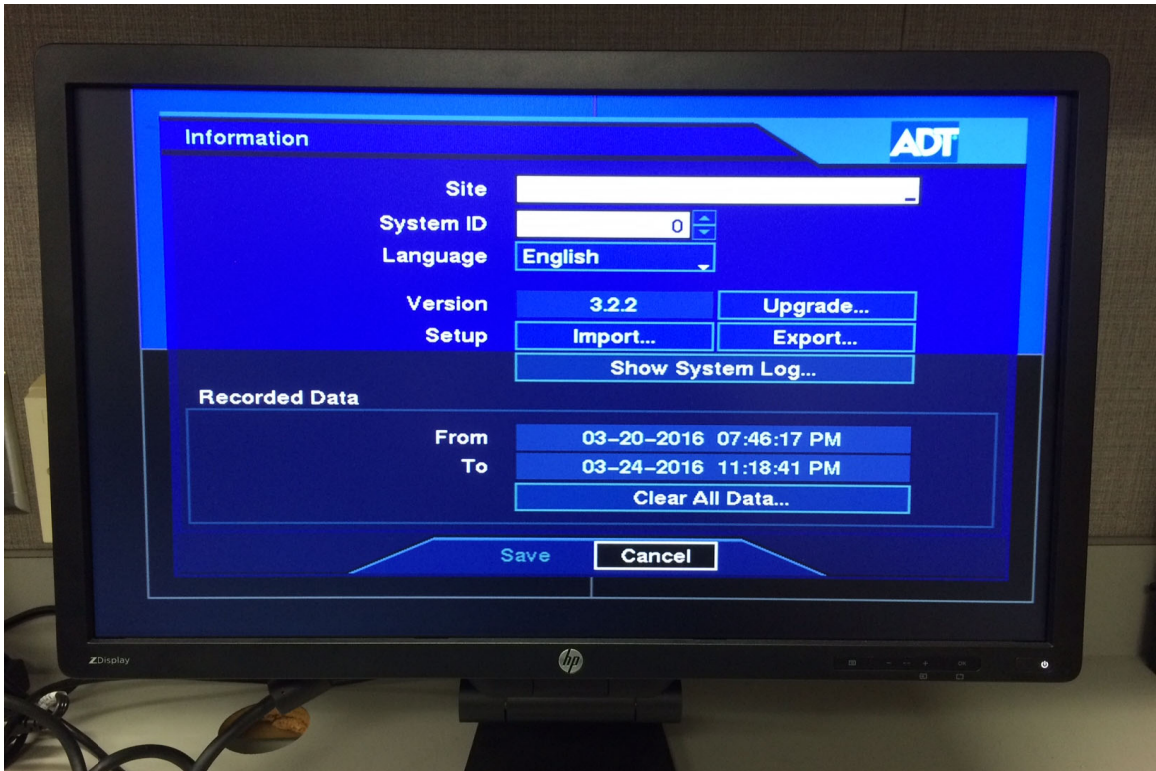 Information
ADT
Site
System ID 0
Language English
Version 3.2.2 Upgrade...
Setup Import... Export...
Show System Log...
Recorded Data
From 03-20-2016 07:46:17 PM
To 03-24-2016 11:18:41 PM
Clear All Data...
Save Cancel
ZDisplay
hp